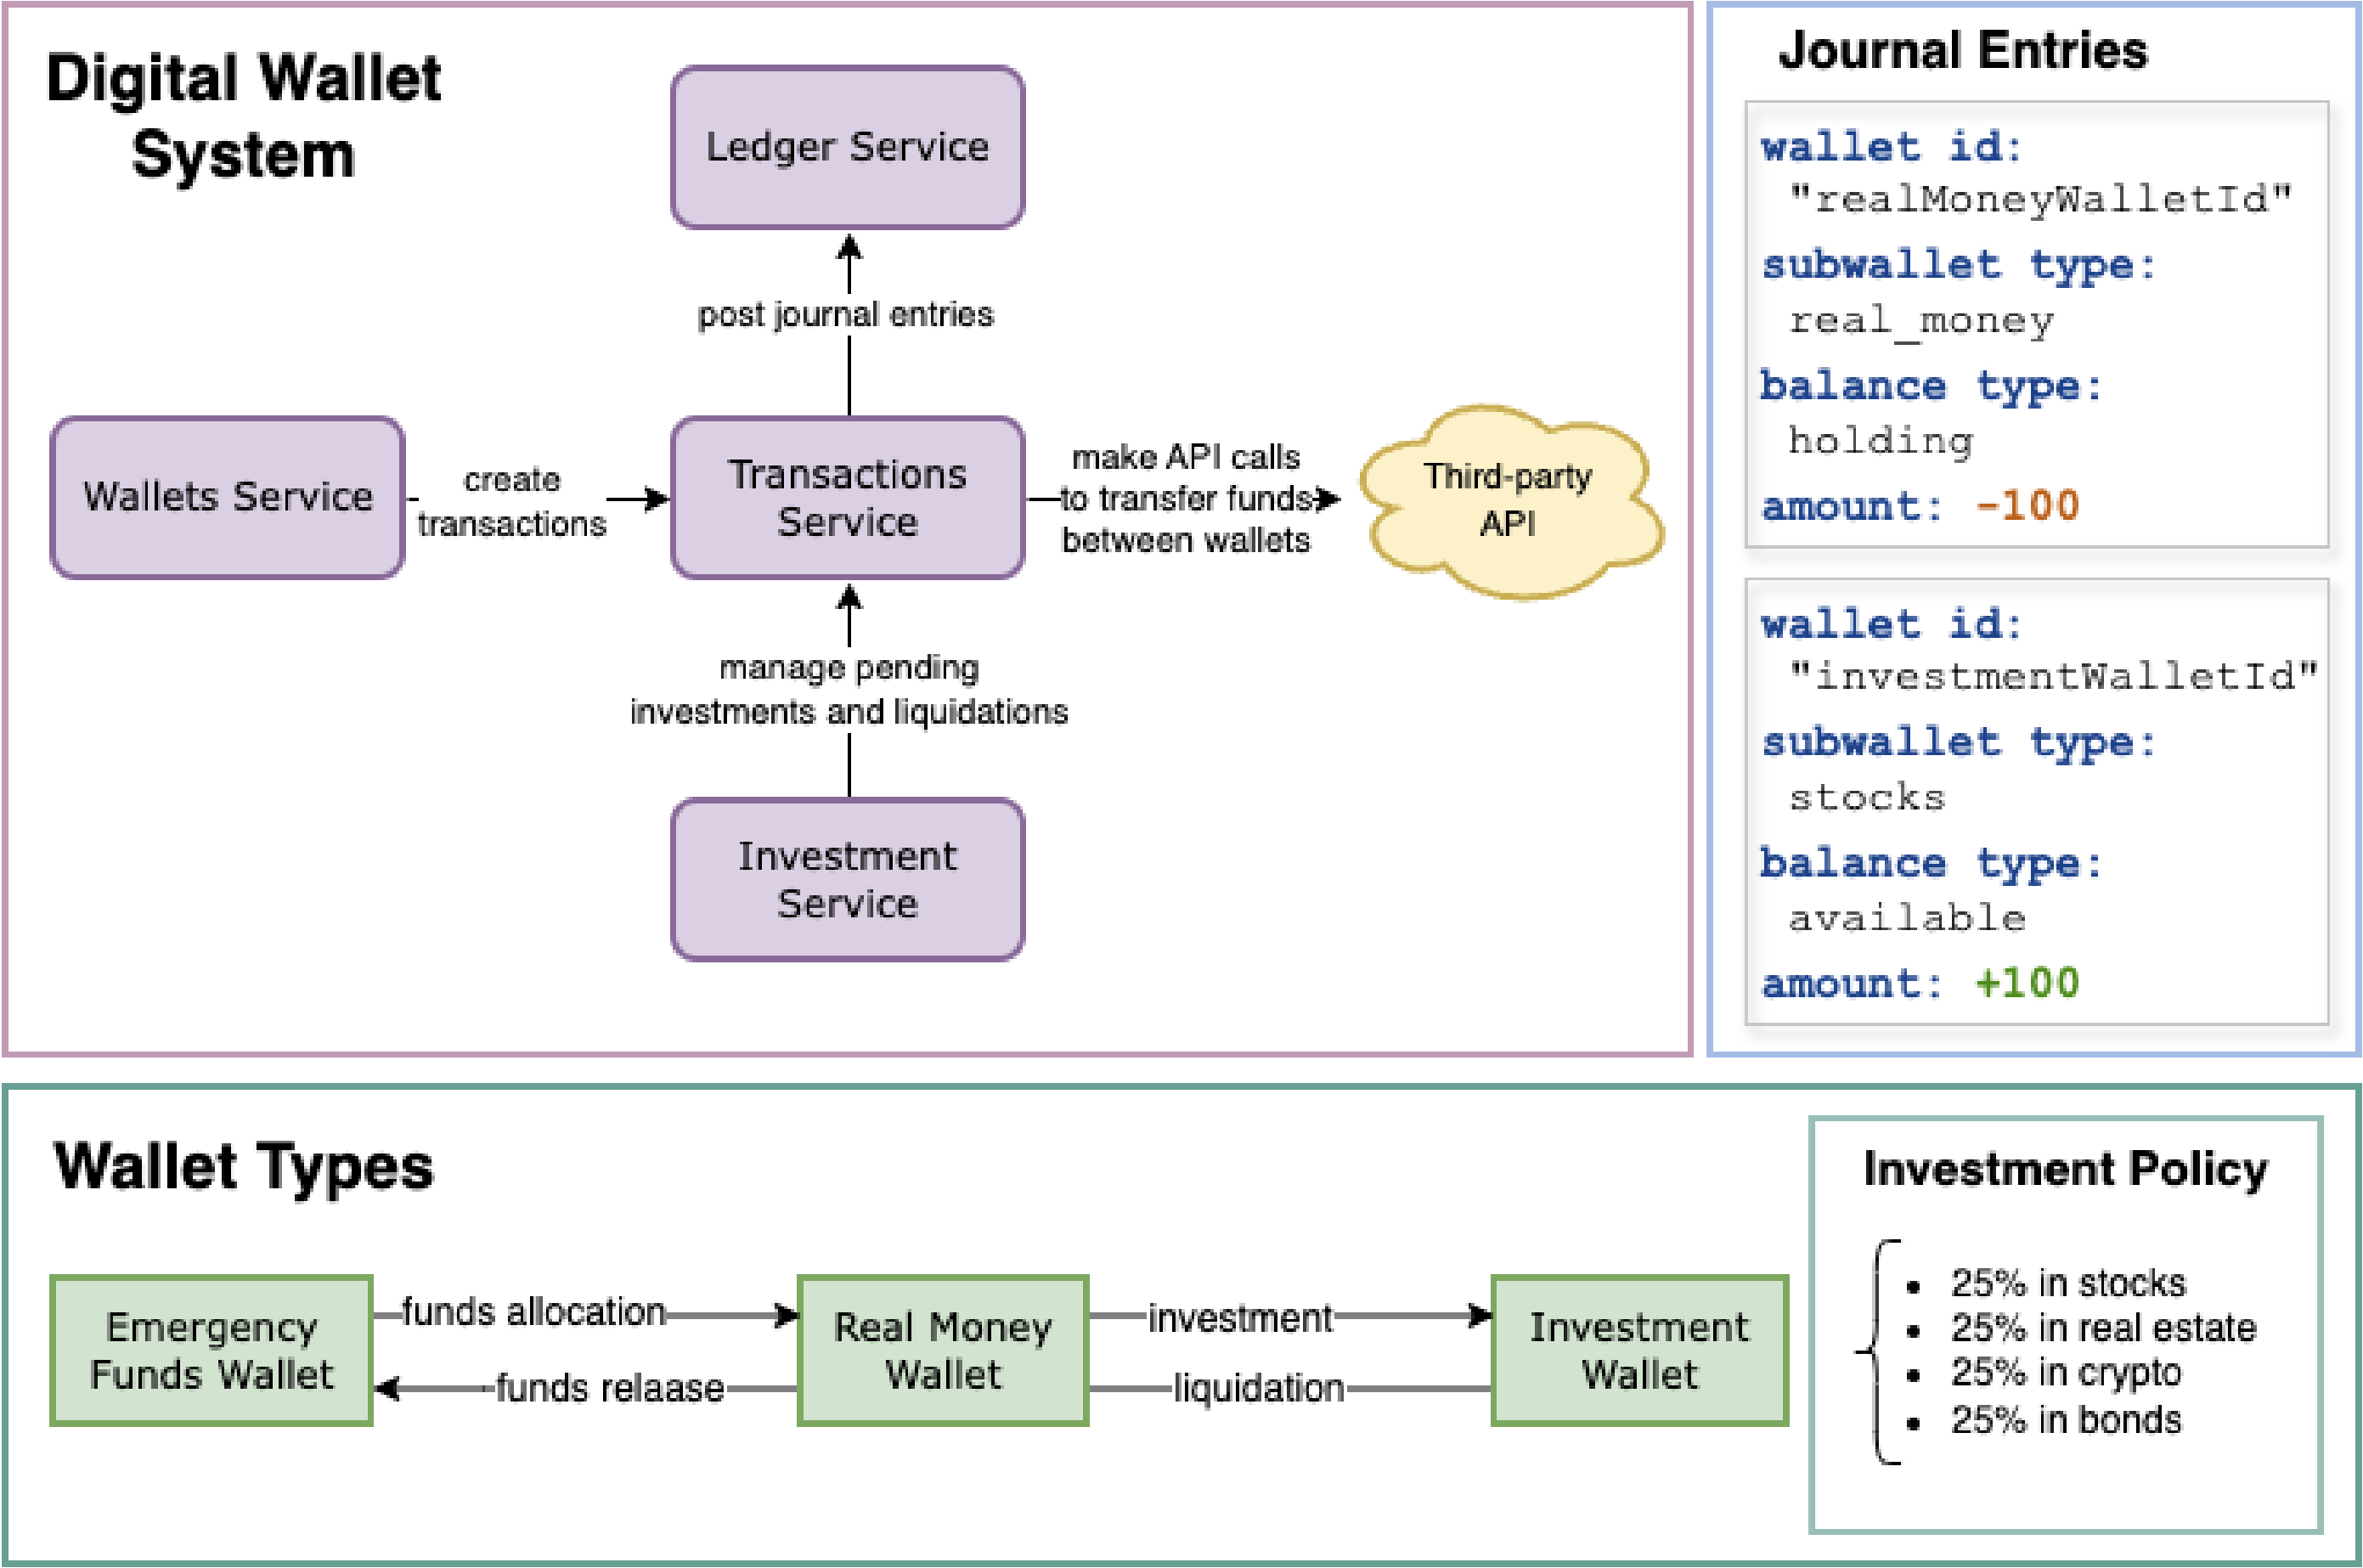 Digital Wallet
System
Ledger Service
post journal entries
Wallets Service
create
transactions
Transactions
Service
make API calls
to transfer funds
between wallets
Third-party
API
manage pending
investments and liquidations
Investment
Service
Journal Entries
wallet id:
"realMoneyWalletId"
subwallet type:
real_money
balance type:
holding
amount: -100
wallet id:
"investmentWalletId"
subwallet type:
stocks
balance type:
available
amount: +100
Wallet Types
Emergency
Funds Wallet
funds allocation
funds relaase
Real Money
Wallet
investment
liquidation
Investment
Wallet
Investment Policy
• 25% in stocks
• 25% in real estate
• 25% in crypto
• 25% in bonds